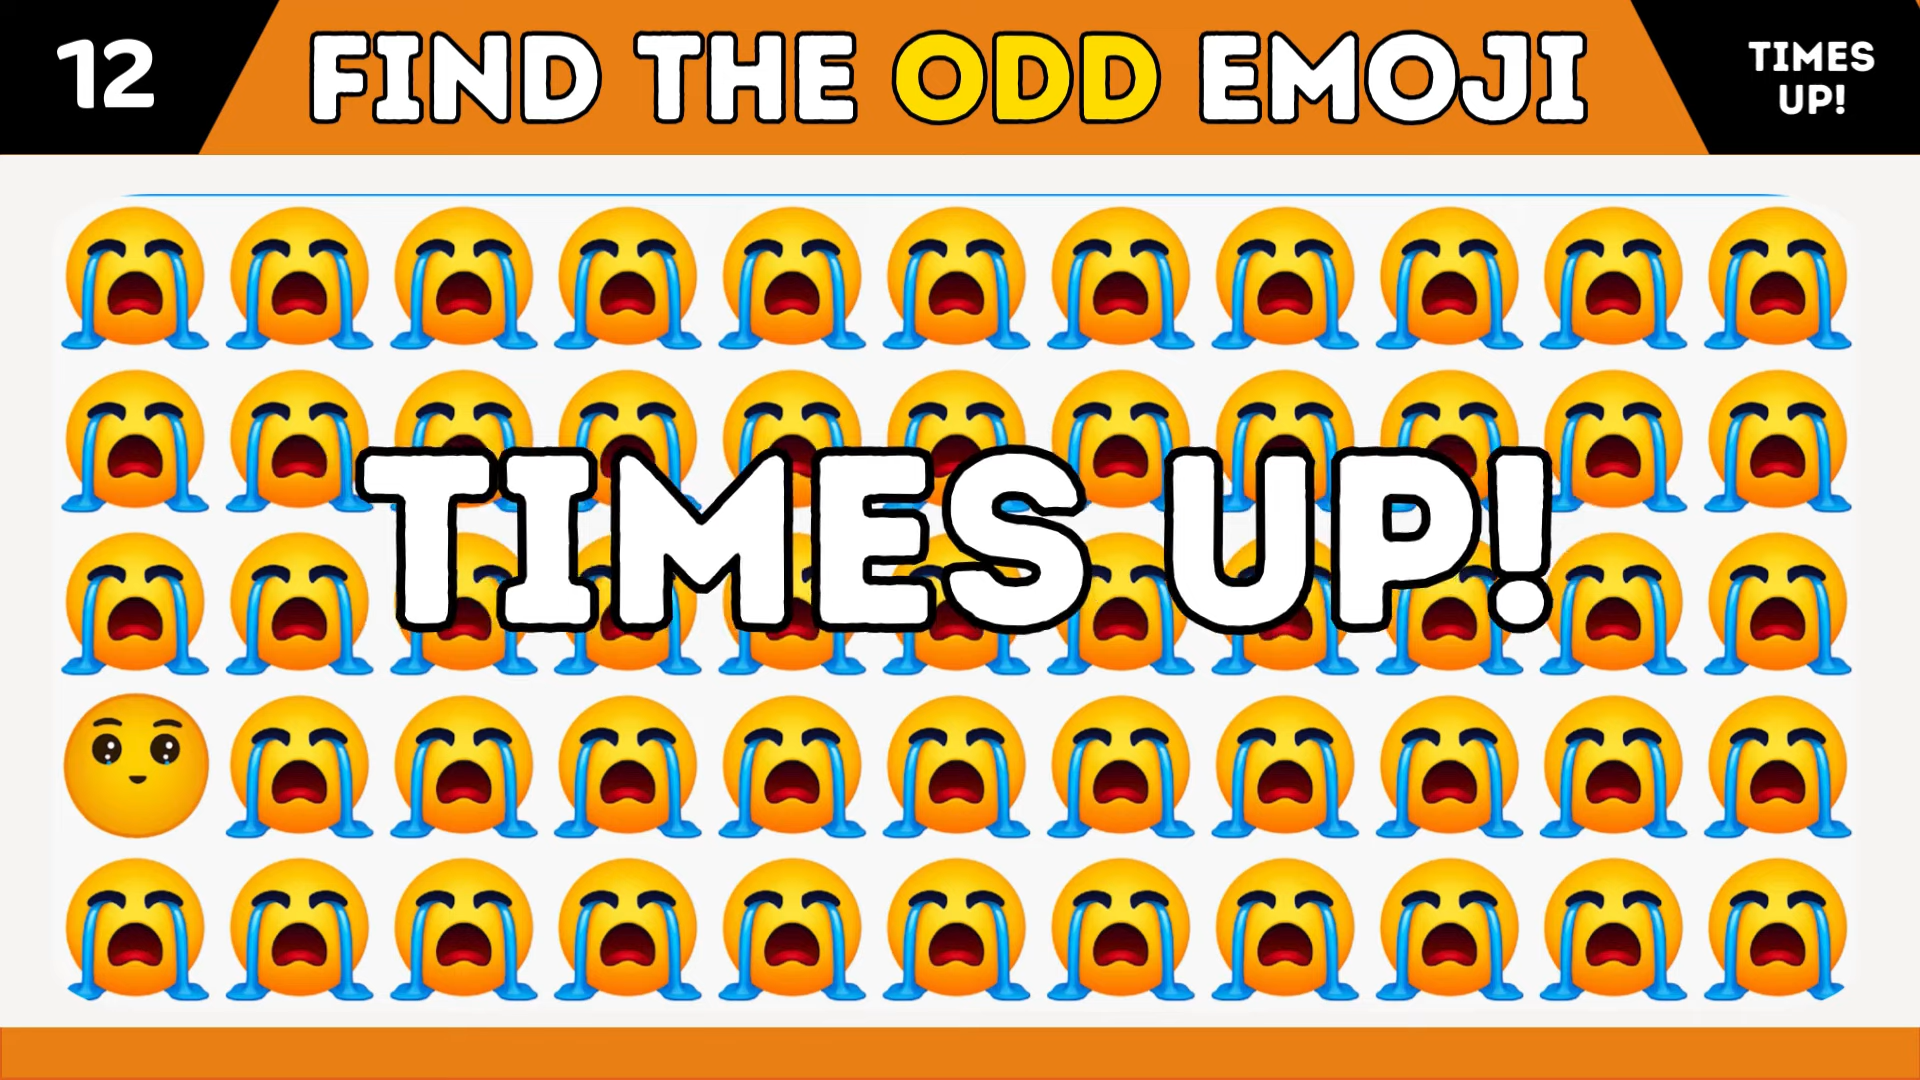 12
FIND THE ODD EMOJI
TIMES
UP!
TIMES UP!